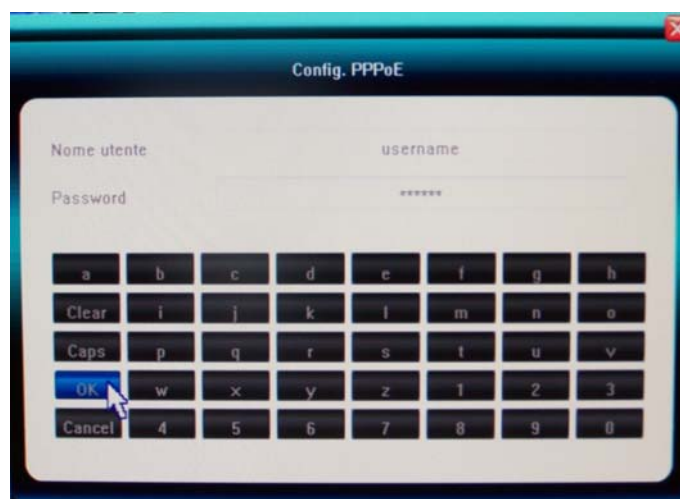 Config. PPPoE
Nome utente username
Password ******
a b c d e f g h
Clear i j k l m n o
Caps p q r s t u v
OK w x y z 1 2 3
Cancel 4 5 6 7 8 9 0